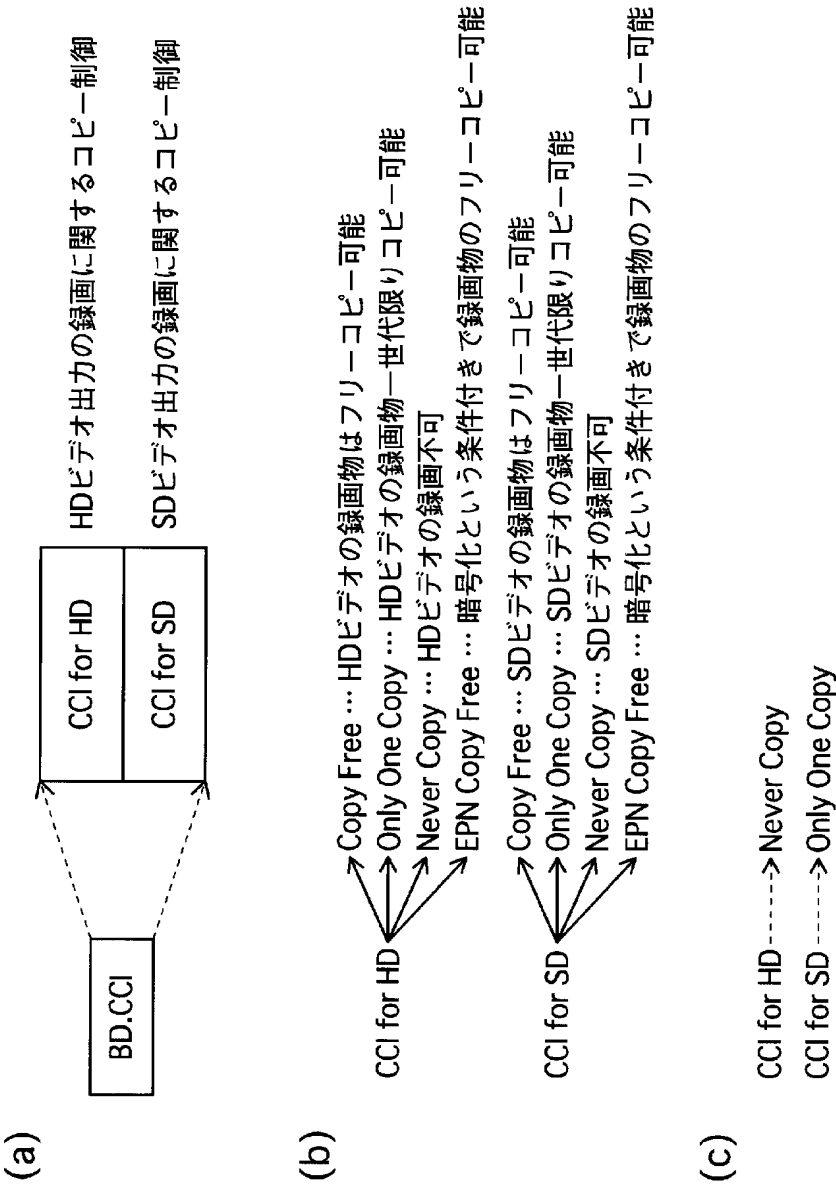 (a)
BD.CCI
CCI for HD
HDビデオ出力の録画に関するコピー制御
CCI for SD
SDビデオ出力の録画に関するコピー制御
(b)
CCI for HD
Copy Free … HDビデオの録画物はフリーコピー可能
Only One Copy … HDビデオの録画物一世代限りコピー可能
Never Copy … HDビデオの録画不可
EPN Copy Free … 暗号化という条件付きで録画物のフリーコピー可能
CCI for SD
Copy Free … SDビデオの録画物はフリーコピー可能
Only One Copy … SDビデオの録画物一世代限りコピー可能
Never Copy … SDビデオの録画不可
EPN Copy Free … 暗号化という条件付きで録画物のフリーコピー可能
(c)
CCI for HD Never Copy
CCI for SD Only One Copy